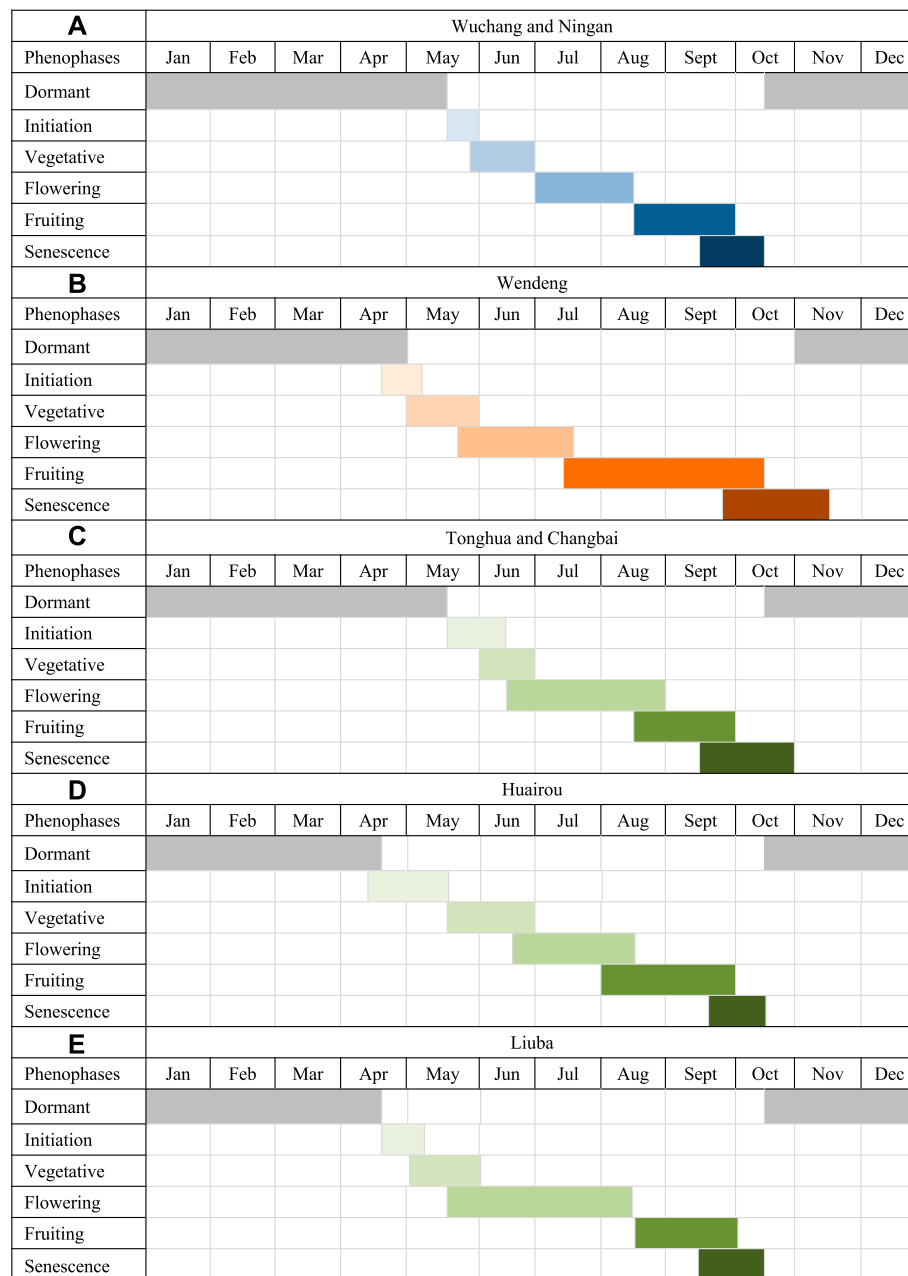 A Wuchang and Ningan
Phenophases Jan Feb Mar Apr May Jun Jul Aug Sept Oct Nov Dec
Dormant
Initiation
Vegetative
Flowering
Fruiting
Senescence
B Wendeng
Phenophases Jan Feb Mar Apr May Jun Jul Aug Sept Oct Nov Dec
Dormant
Initiation
Vegetative
Flowering
Fruiting
Senescence
C Tonghua and Changbai
Phenophases Jan Feb Mar Apr May Jun Jul Aug Sept Oct Nov Dec
Dormant
Initiation
Vegetative
Flowering
Fruiting
Senescence
D Huairou
Phenophases Jan Feb Mar Apr May Jun Jul Aug Sept Oct Nov Dec
Dormant
Initiation
Vegetative
Flowering
Fruiting
Senescence
E Liuba
Phenophases Jan Feb Mar Apr May Jun Jul Aug Sept Oct Nov Dec
Dormant
Initiation
Vegetative
Flowering
Fruiting
Senescence